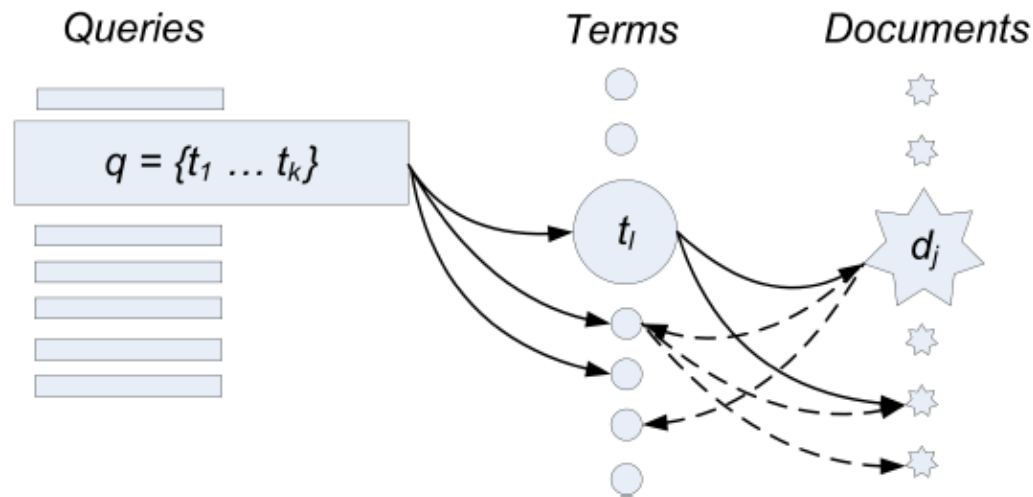 Queries
Terms
Documents
q = {t₁ … tₖ}
tₗ
dⱼ